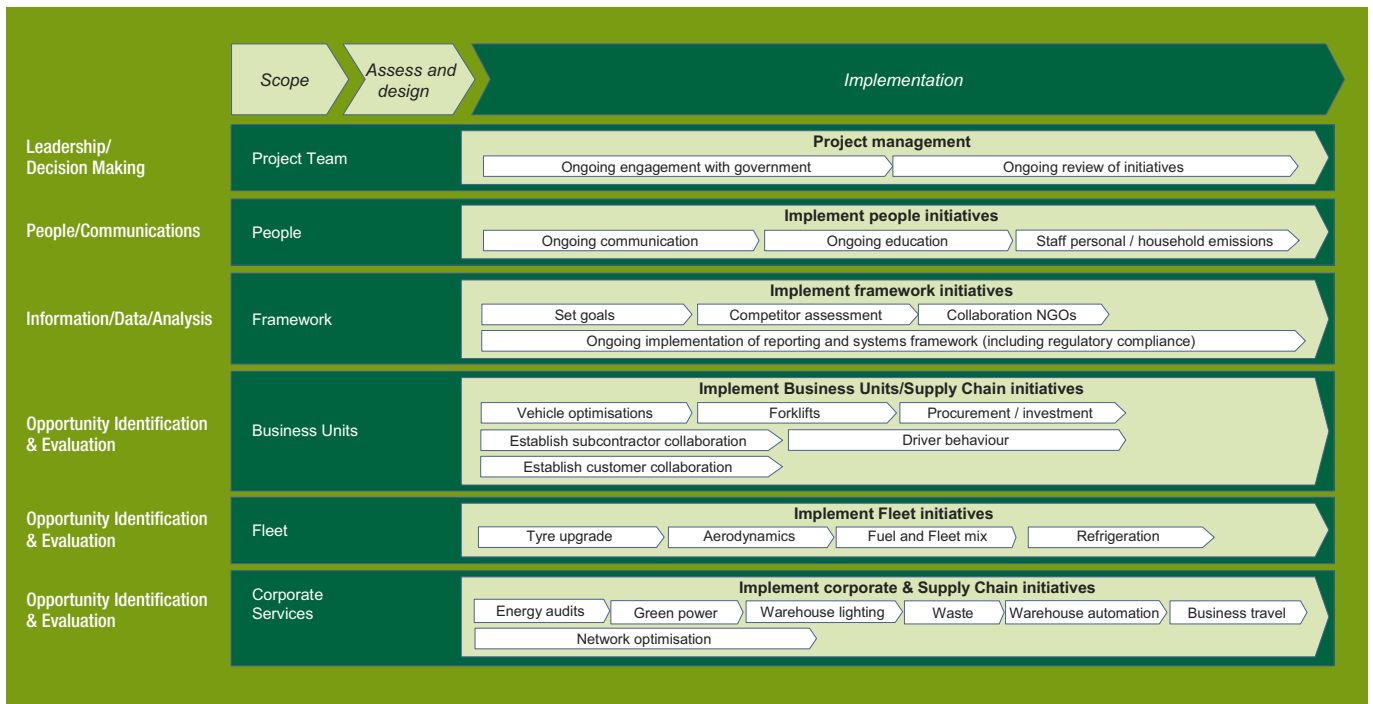 Scope
Assess and
design
Implementation
Leadership/
Decision Making
Project Team
Project management
Ongoing engagement with government
Ongoing review of initiatives
People/Communications
People
Implement people initiatives
Ongoing communication
Ongoing education
Staff personal / household emissions
Information/Data/Analysis
Framework
Implement framework initiatives
Set goals
Competitor assessment
Collaboration NGOs
Ongoing implementation of reporting and systems framework (including regulatory compliance)
Opportunity Identification
& Evaluation
Business Units
Implement Business Units/Supply Chain initiatives
Vehicle optimisations
Forklifts
Procurement / investment
Establish subcontractor collaboration
Driver behaviour
Establish customer collaboration
Opportunity Identification
& Evaluation
Fleet
Implement Fleet initiatives
Tyre upgrade
Aerodynamics
Fuel and Fleet mix
Refrigeration
Opportunity Identification
& Evaluation
Corporate
Services
Implement corporate & Supply Chain initiatives
Energy audits
Green power
Warehouse lighting
Waste
Warehouse automation
Business travel
Network optimisation